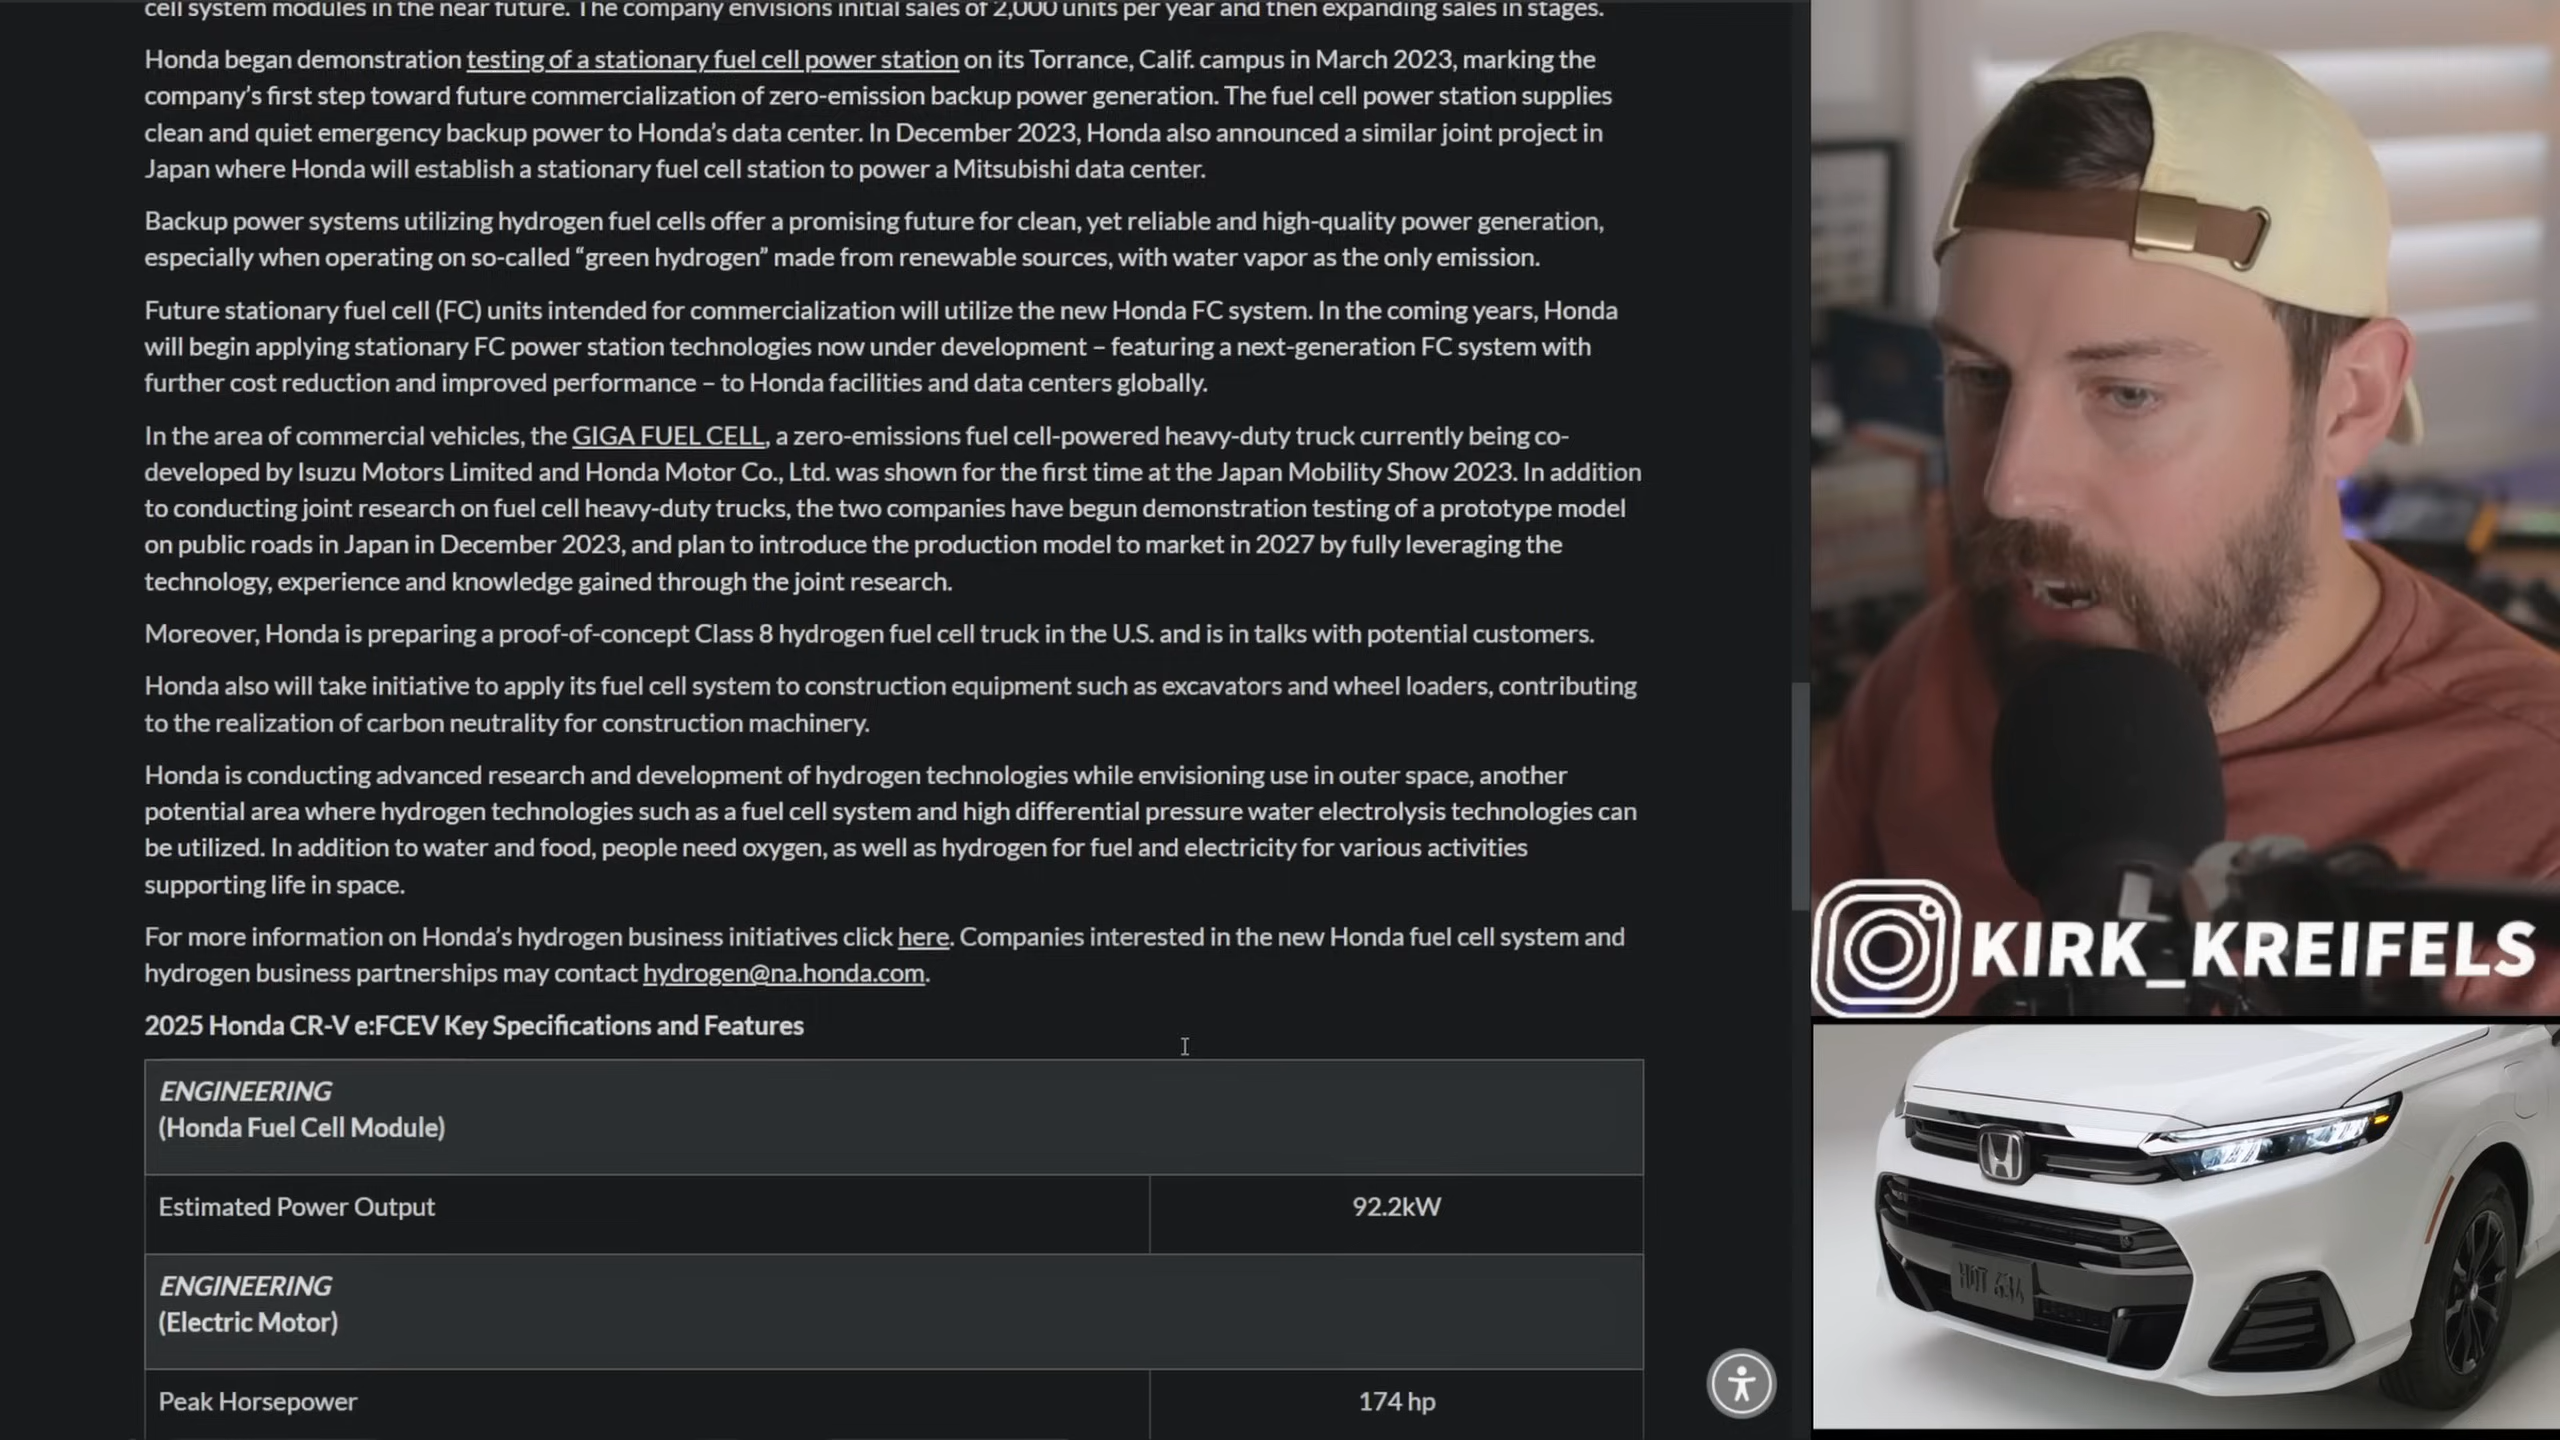 cell system modules in the near future. The company envisions initial sales of 2,000 units per year and then expanding sales in stages.
Honda began demonstration testing of a stationary fuel cell power station on its Torrance, Calif. campus in March 2023, marking the
company’s first step toward future commercialization of zero-emission backup power generation. The fuel cell power station supplies
clean and quiet emergency backup power to Honda’s data center. In December 2023, Honda also announced a similar joint project in
Japan where Honda will establish a stationary fuel cell station to power a Mitsubishi data center.
Backup power systems utilizing hydrogen fuel cells offer a promising future for clean, yet reliable and high-quality power generation,
especially when operating on so-called “green hydrogen” made from renewable sources, with water vapor as the only emission.
Future stationary fuel cell (FC) units intended for commercialization will utilize the new Honda FC system. In the coming years, Honda
will begin applying stationary FC power station technologies now under development – featuring a next-generation FC system with
further cost reduction and improved performance – to Honda facilities and data centers globally.
In the area of commercial vehicles, the GIGA FUEL CELL, a zero-emissions fuel cell-powered heavy-duty truck currently being co-
developed by Isuzu Motors Limited and Honda Motor Co., Ltd. was shown for the first time at the Japan Mobility Show 2023. In addition
to conducting joint research on fuel cell heavy-duty trucks, the two companies have begun demonstration testing of a prototype model
on public roads in Japan in December 2023, and plan to introduce the production model to market in 2027 by fully leveraging the
technology, experience and knowledge gained through the joint research.
Moreover, Honda is preparing a proof-of-concept Class 8 hydrogen fuel cell truck in the U.S. and is in talks with potential customers.
Honda also will take initiative to apply its fuel cell system to construction equipment such as excavators and wheel loaders, contributing
to the realization of carbon neutrality for construction machinery.
Honda is conducting advanced research and development of hydrogen technologies while envisioning use in outer space, another
potential area where hydrogen technologies such as a fuel cell system and high differential pressure water electrolysis technologies can
be utilized. In addition to water and food, people need oxygen, as well as hydrogen for fuel and electricity for various activities
supporting life in space.
For more information on Honda’s hydrogen business initiatives click here. Companies interested in the new Honda fuel cell system and
hydrogen business partnerships may contact hydrogen@na.honda.com.
2025 Honda CR-V e:FCEV Key Specifications and Features
ENGINEERING
(Honda Fuel Cell Module)
Estimated Power Output 92.2kW
ENGINEERING
(Electric Motor)
Peak Horsepower 174 hp
KIRK_KREIFELS